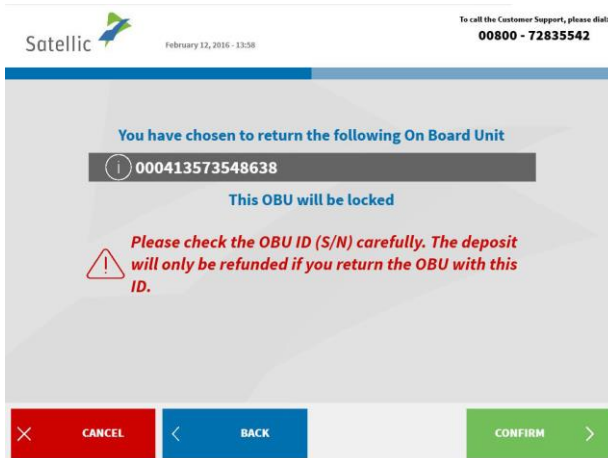 Satellic
February 12, 2016 - 13:58
To call the Customer Support, please dial:
00800 - 72835542
You have chosen to return the following On Board Unit
i 000413573548638
This OBU will be locked
Please check the OBU ID (S/N) carefully. The deposit
will only be refunded if you return the OBU with this
ID.
CANCEL
BACK
CONFIRM